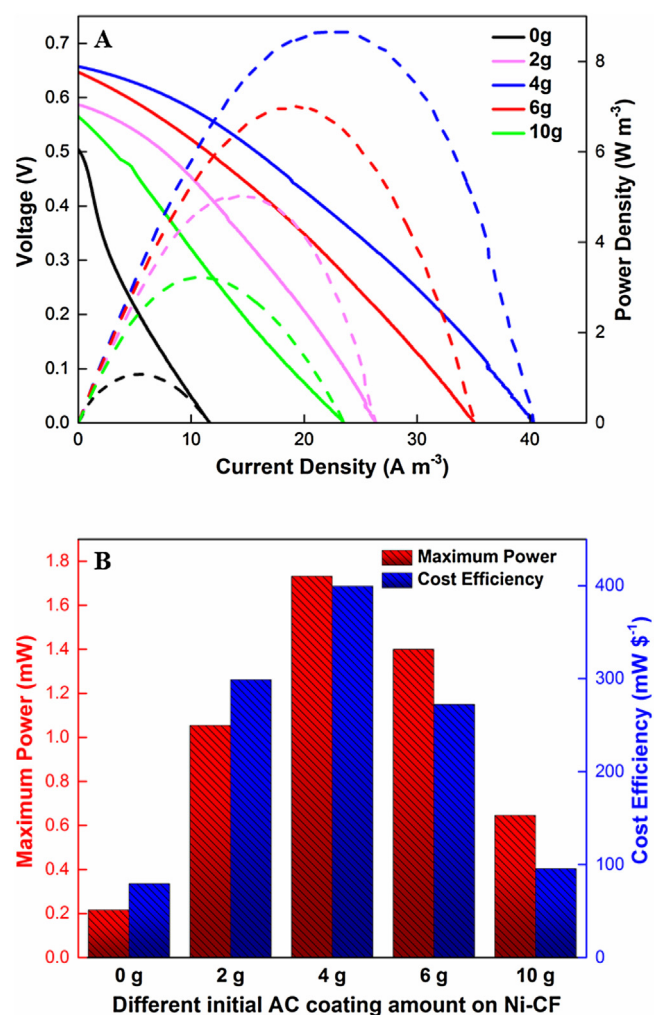 A
0g
2g
4g
6g
10g
0.7
0.6
0.5
0.4
0.3
0.2
0.1
0.0
Voltage (V)
8
6
4
2
0
Power Density (W m⁻³)
0 10 20 30 40
Current Density (A m⁻³)
B
Maximum Power
Cost Efficiency
1.8
1.6
1.4
1.2
1.0
0.8
0.6
0.4
0.2
0.0
Maximum Power (mW)
400
300
200
100
0
Cost Efficiency (mW $⁻¹)
0 g 2 g 4 g 6 g 10 g
Different initial AC coating amount on Ni-CF